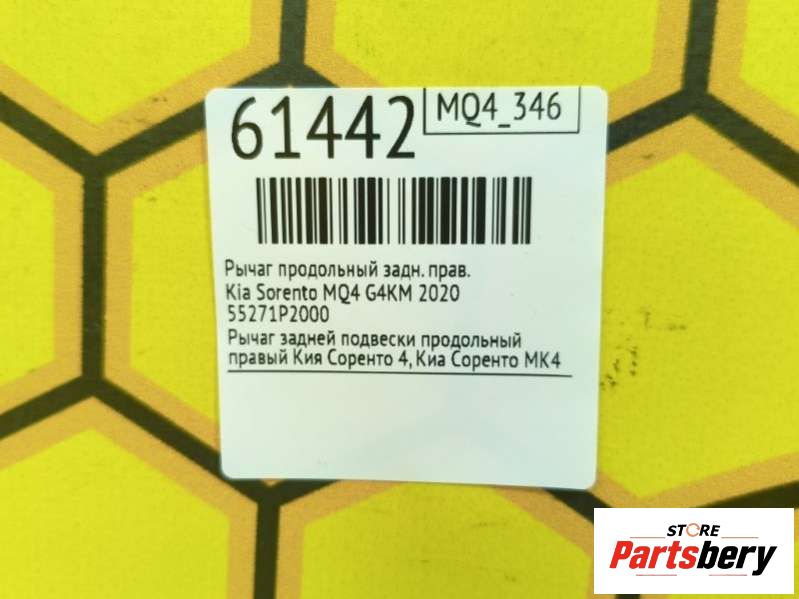 61442
MQ4_346
Рычаг продольный задн. прав.
Kia Sorento MQ4 G4KM 2020
55271P2000
Рычаг задней подвески продольный
правый Кия Соренто 4, Киа Соренто МК4
STORE
Partsbery